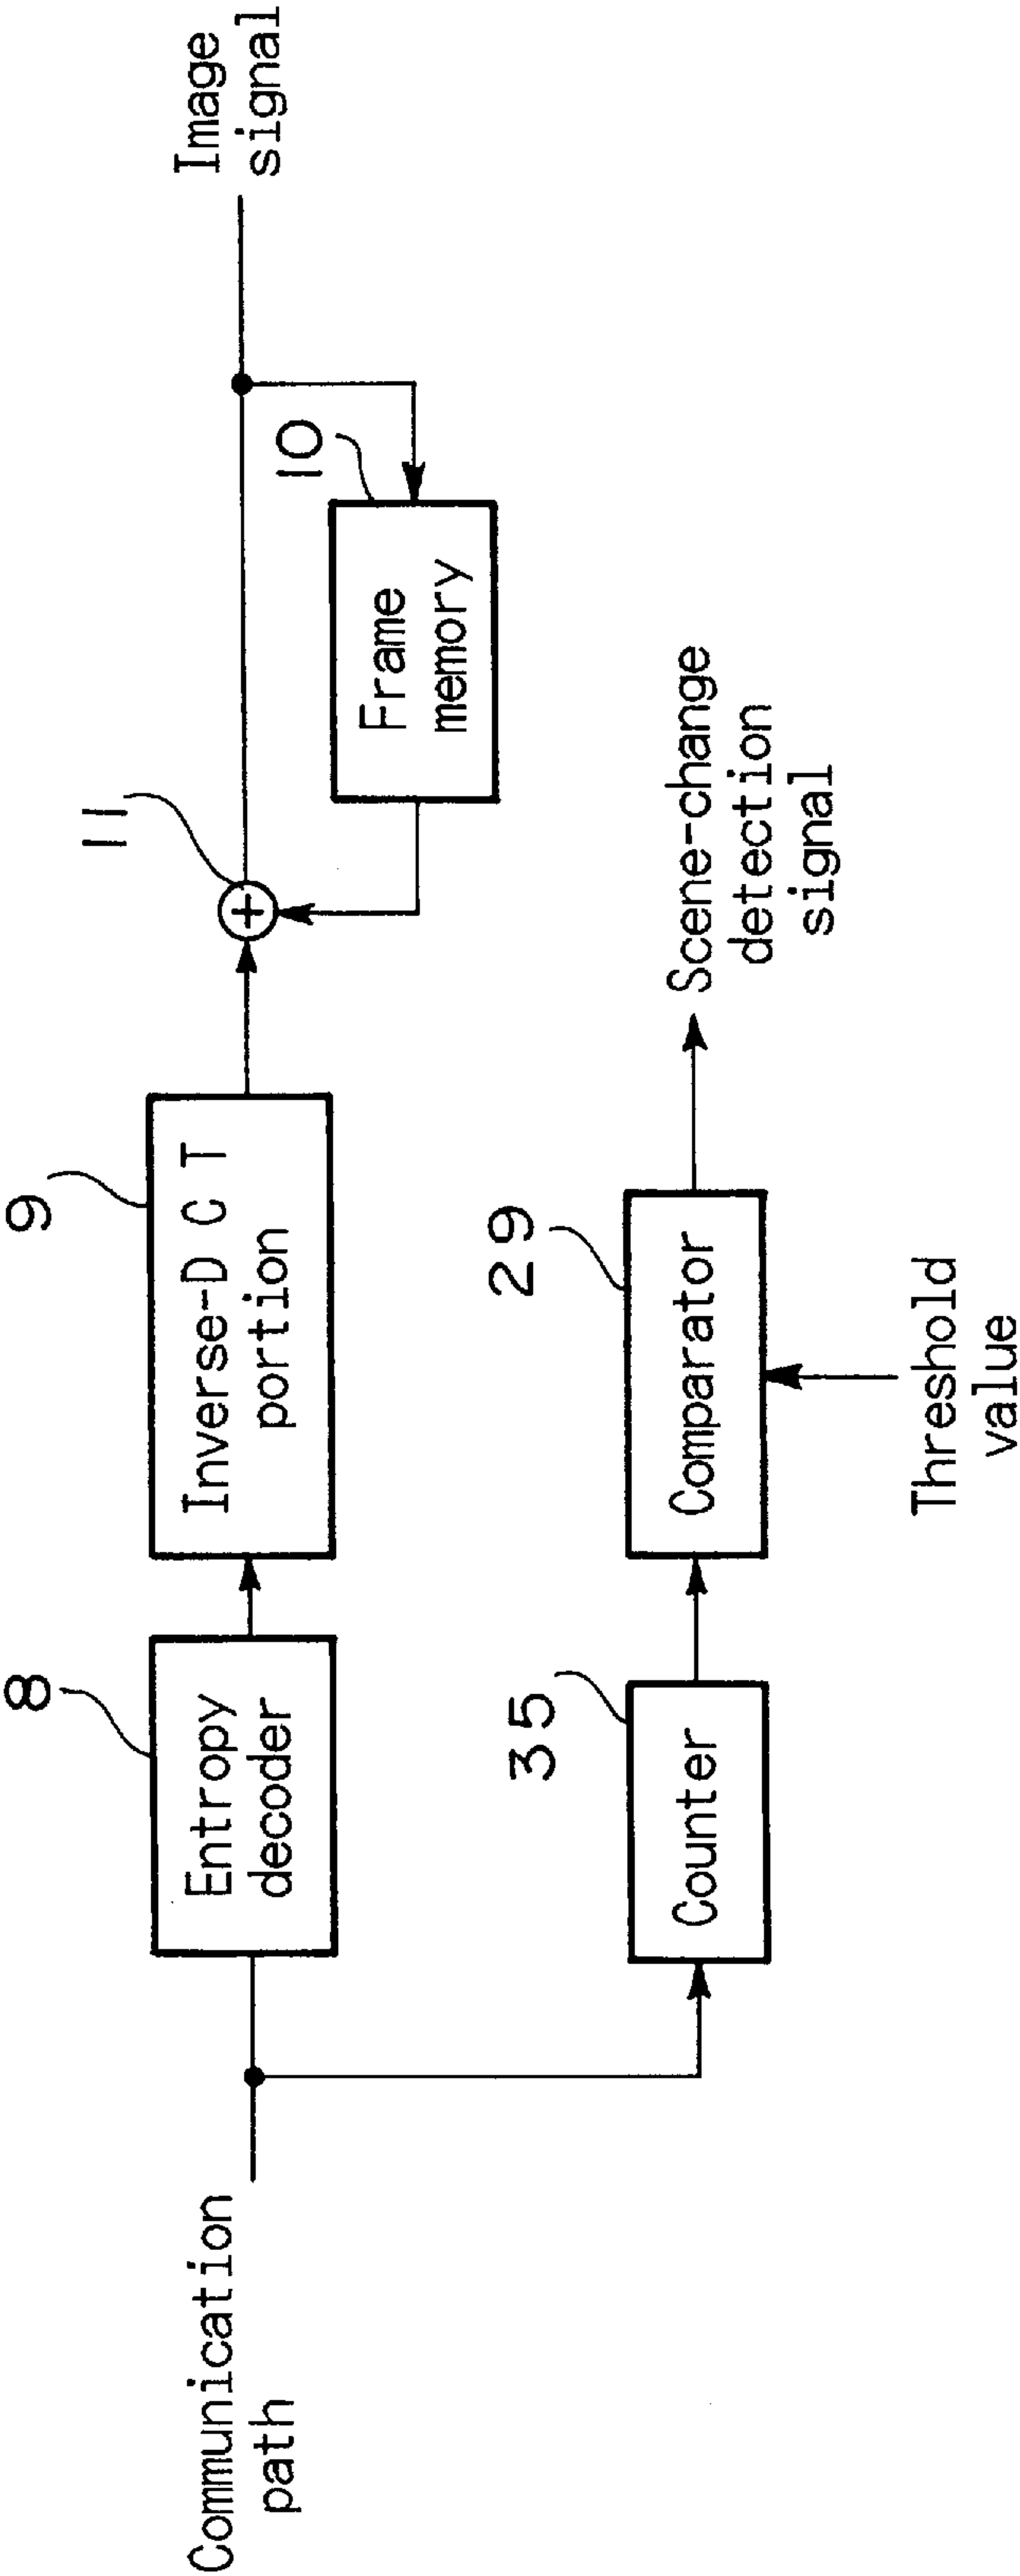 Communication
path
8
Entropy
decoder
9
Inverse-D C T
portion
11
10
Frame
memory
Image
signal
35
Counter
29
Comparator
Threshold
value
Scene-change
detection
signal